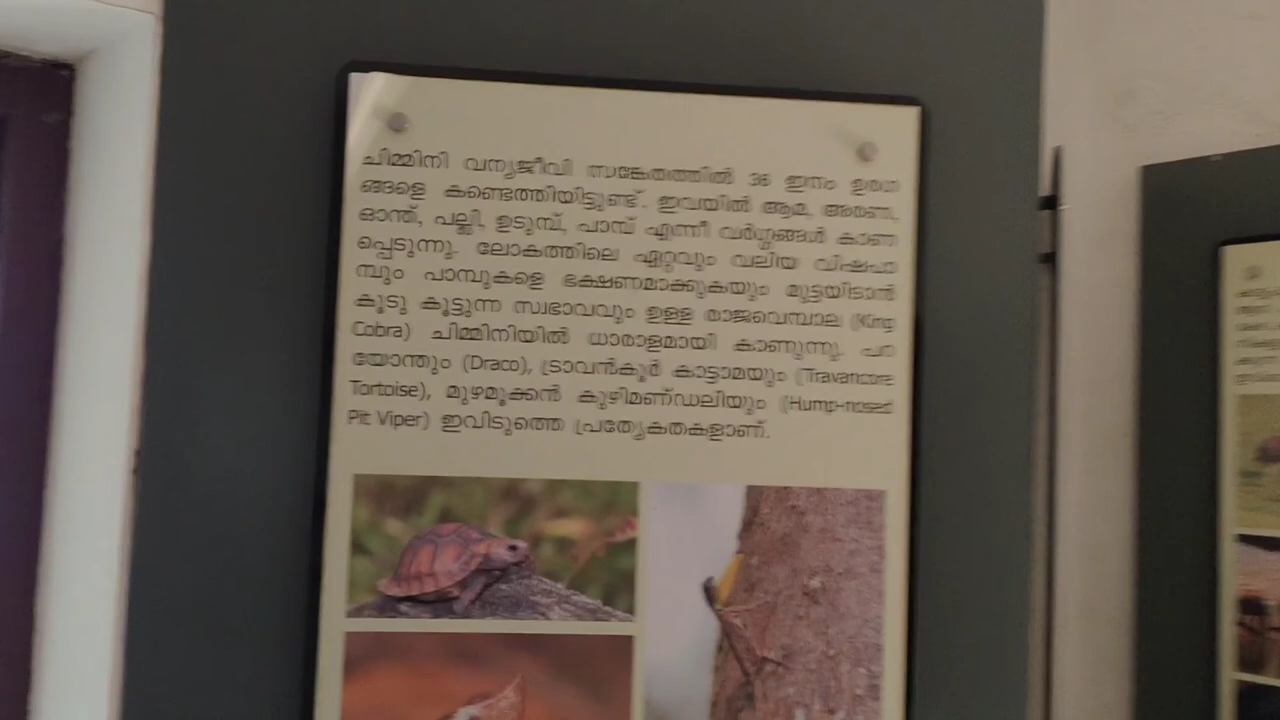 ചിമ്മിനി വന്യജീവി സങ്കേതത്തിൽ 36 ഇനം ഉരഗ
ങ്ങളെ കണ്ടെത്തിയിട്ടുണ്ട്. ഇവയിൽ ആമ, അരണ,
ഓന്ത്, പല്ലി, ഉടുമ്പ്, പാമ്പ് എന്നീ വർഗ്ഗങ്ങൾ കാണ
പ്പെടുന്നു. ലോകത്തിലെ ഏറ്റവും വലിയ വിഷപാ
മ്പും പാമ്പുകളെ ഭക്ഷണമാക്കുകയും മുട്ടയിടാൻ
കൂടു കൂട്ടുന്ന സ്വഭാവവും ഉള്ള രാജവെമ്പാല (King
Cobra) ചിമ്മിനിയിൽ ധാരാളമായി കാണുന്നു. പറ
യോന്തും (Draco), ട്രാവൻകൂർ കാട്ടാമയും (Travancore
Tortoise), മുഴമൂക്കൻ കുഴിമണ്ഡലിയും (Hump-nosed
Pit Viper) ഇവിടുത്തെ പ്രത്യേകതകളാണ്.